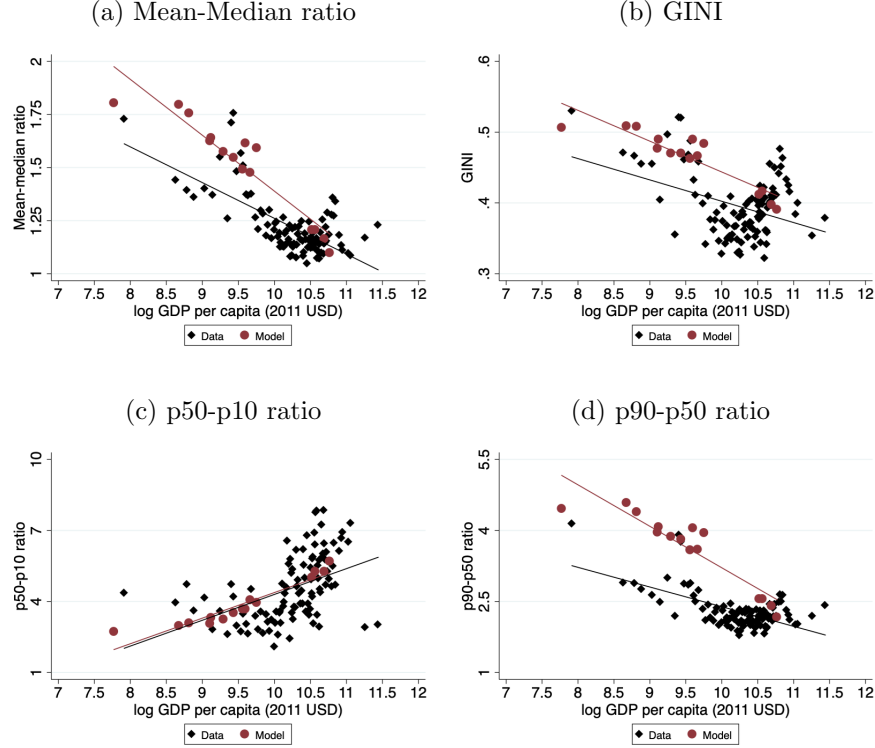 (a) Mean-Median ratio
Mean-median ratio
2
1.75
1.5
1.25
1
7 7.5 8 8.5 9 9.5 10 10.5 11 11.5 12
log GDP per capita (2011 USD)
Data Model
(b) GINI
GINI
.6
.5
.4
.3
7 7.5 8 8.5 9 9.5 10 10.5 11 11.5 12
log GDP per capita (2011 USD)
Data Model
(c) p50-p10 ratio
p50-p10 ratio
10
7
4
1
7 7.5 8 8.5 9 9.5 10 10.5 11 11.5 12
log GDP per capita (2011 USD)
Data Model
(d) p90-p50 ratio
p90-p50 ratio
5.5
4
2.5
1
7 7.5 8 8.5 9 9.5 10 10.5 11 11.5 12
log GDP per capita (2011 USD)
Data Model